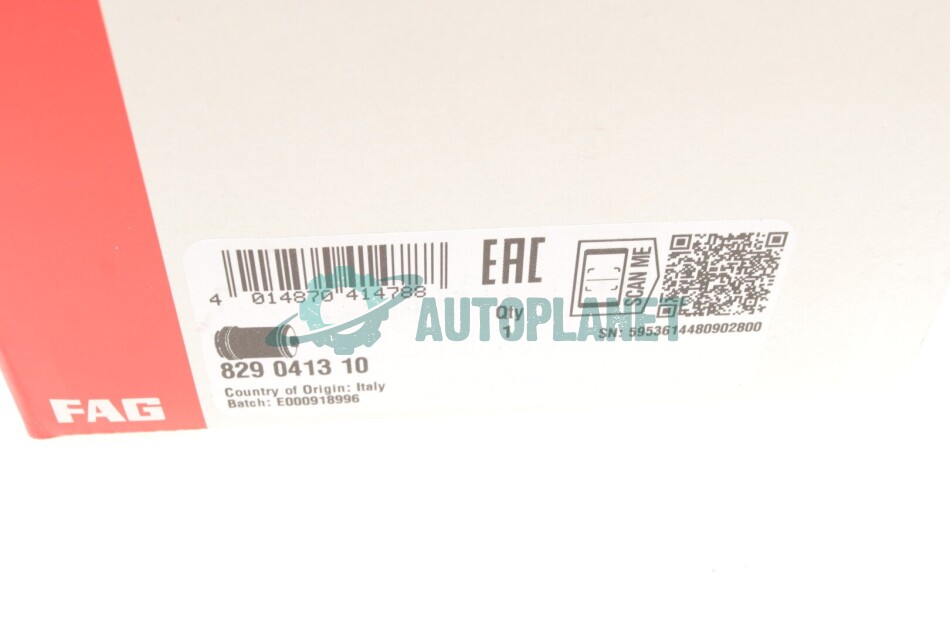 EAC
SCAN ME
4 014870 414788
AUTOPLANET
Qty
1
SN: 5953614480902800
829 0413 10
Country of Origin: Italy
Batch: E000918996
FAG